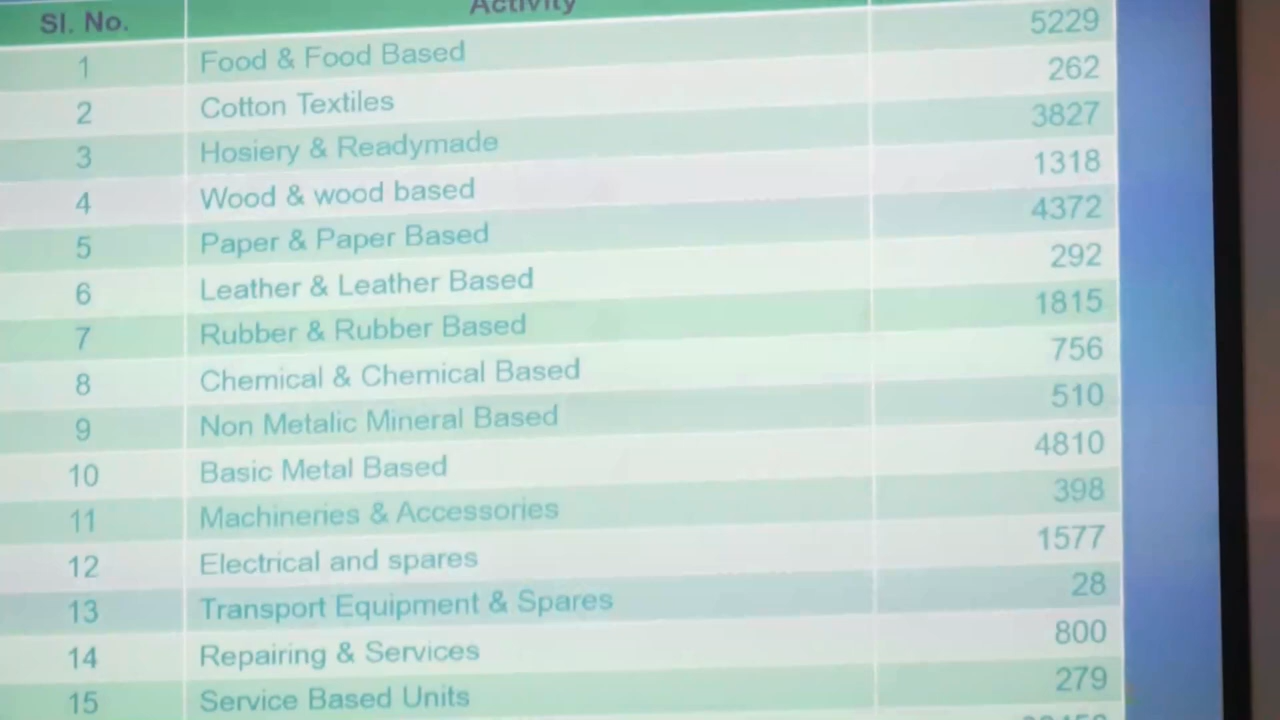 Sl. No. Activity
1 Food & Food Based 5229
2 Cotton Textiles 262
3 Hosiery & Readymade 3827
4 Wood & wood based 1318
5 Paper & Paper Based 4372
6 Leather & Leather Based 292
7 Rubber & Rubber Based 1815
8 Chemical & Chemical Based 756
9 Non Metalic Mineral Based 510
10 Basic Metal Based 4810
11 Machineries & Accessories 398
12 Electrical and spares 1577
13 Transport Equipment & Spares 28
14 Repairing & Services 800
15 Service Based Units 279